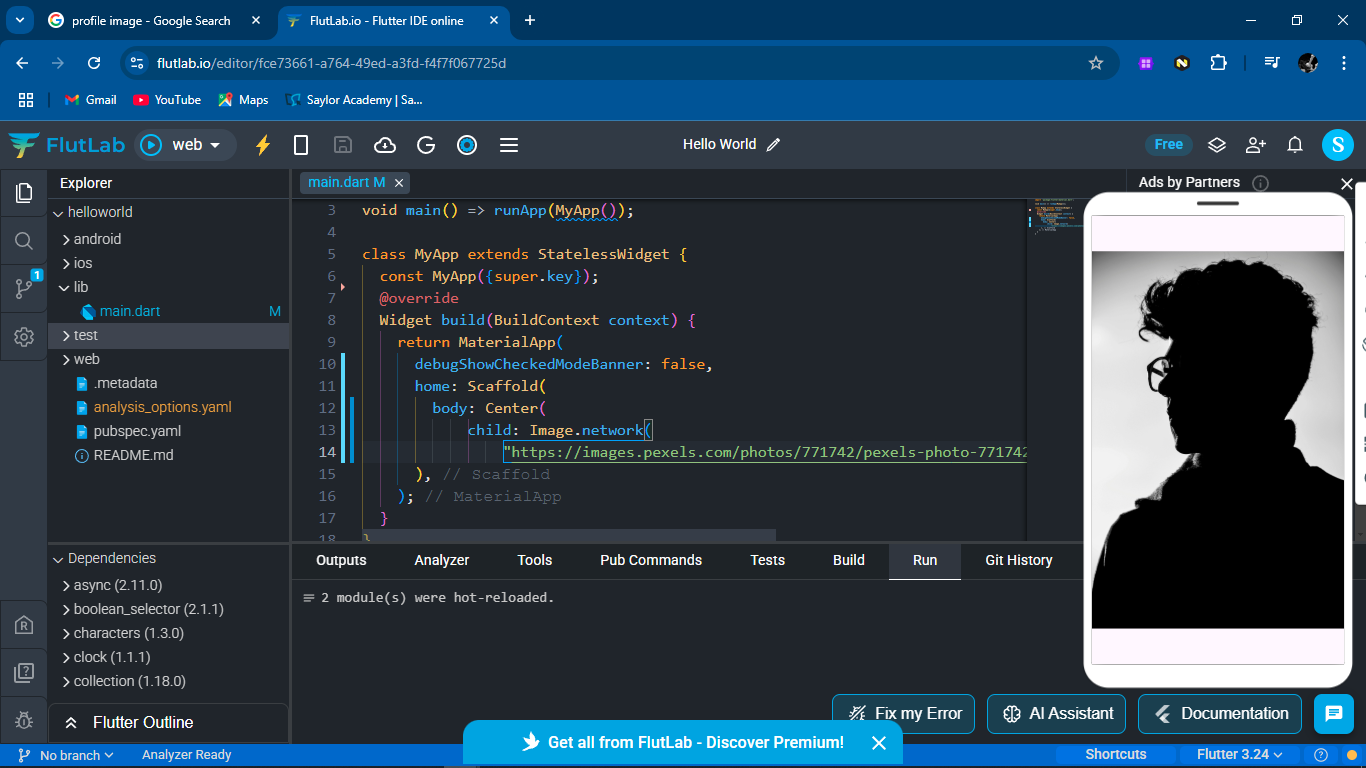 profile image - Google Search
FlutLab.io - Flutter IDE online
flutlab.io/editor/fce73661-a764-49ed-a3fd-f4f7f067725d
Gmail
YouTube
Maps
Saylor Academy | Sa...
FlutLab
web
Hello World
Free
S
Explorer
main.dart M
Ads by Partners
helloworld
android
ios
lib
1
main.dart M
test
web
.metadata
analysis_options.yaml
pubspec.yaml
README.md
3 void main() => runApp(MyApp());
4
5 class MyApp extends StatelessWidget {
6 const MyApp({super.key});
7 @override
8 Widget build(BuildContext context) {
9 return MaterialApp(
10 debugShowCheckedModeBanner: false,
11 home: Scaffold(
12 body: Center(
13 child: Image.network(
14 "https://images.pexels.com/photos/771742/pexels-photo-771742
15 ), // Scaffold
16 ); // MaterialApp
17 }
18 }
Dependencies
async (2.11.0)
boolean_selector (2.1.1)
characters (1.3.0)
clock (1.1.1)
collection (1.18.0)
Flutter Outline
Outputs
Analyzer
Tools
Pub Commands
Tests
Build
Run
Git History
2 module(s) were hot-reloaded.
Fix my Error
AI Assistant
Documentation
Get all from FlutLab - Discover Premium!
No branch
Analyzer Ready
Shortcuts
Flutter 3.24